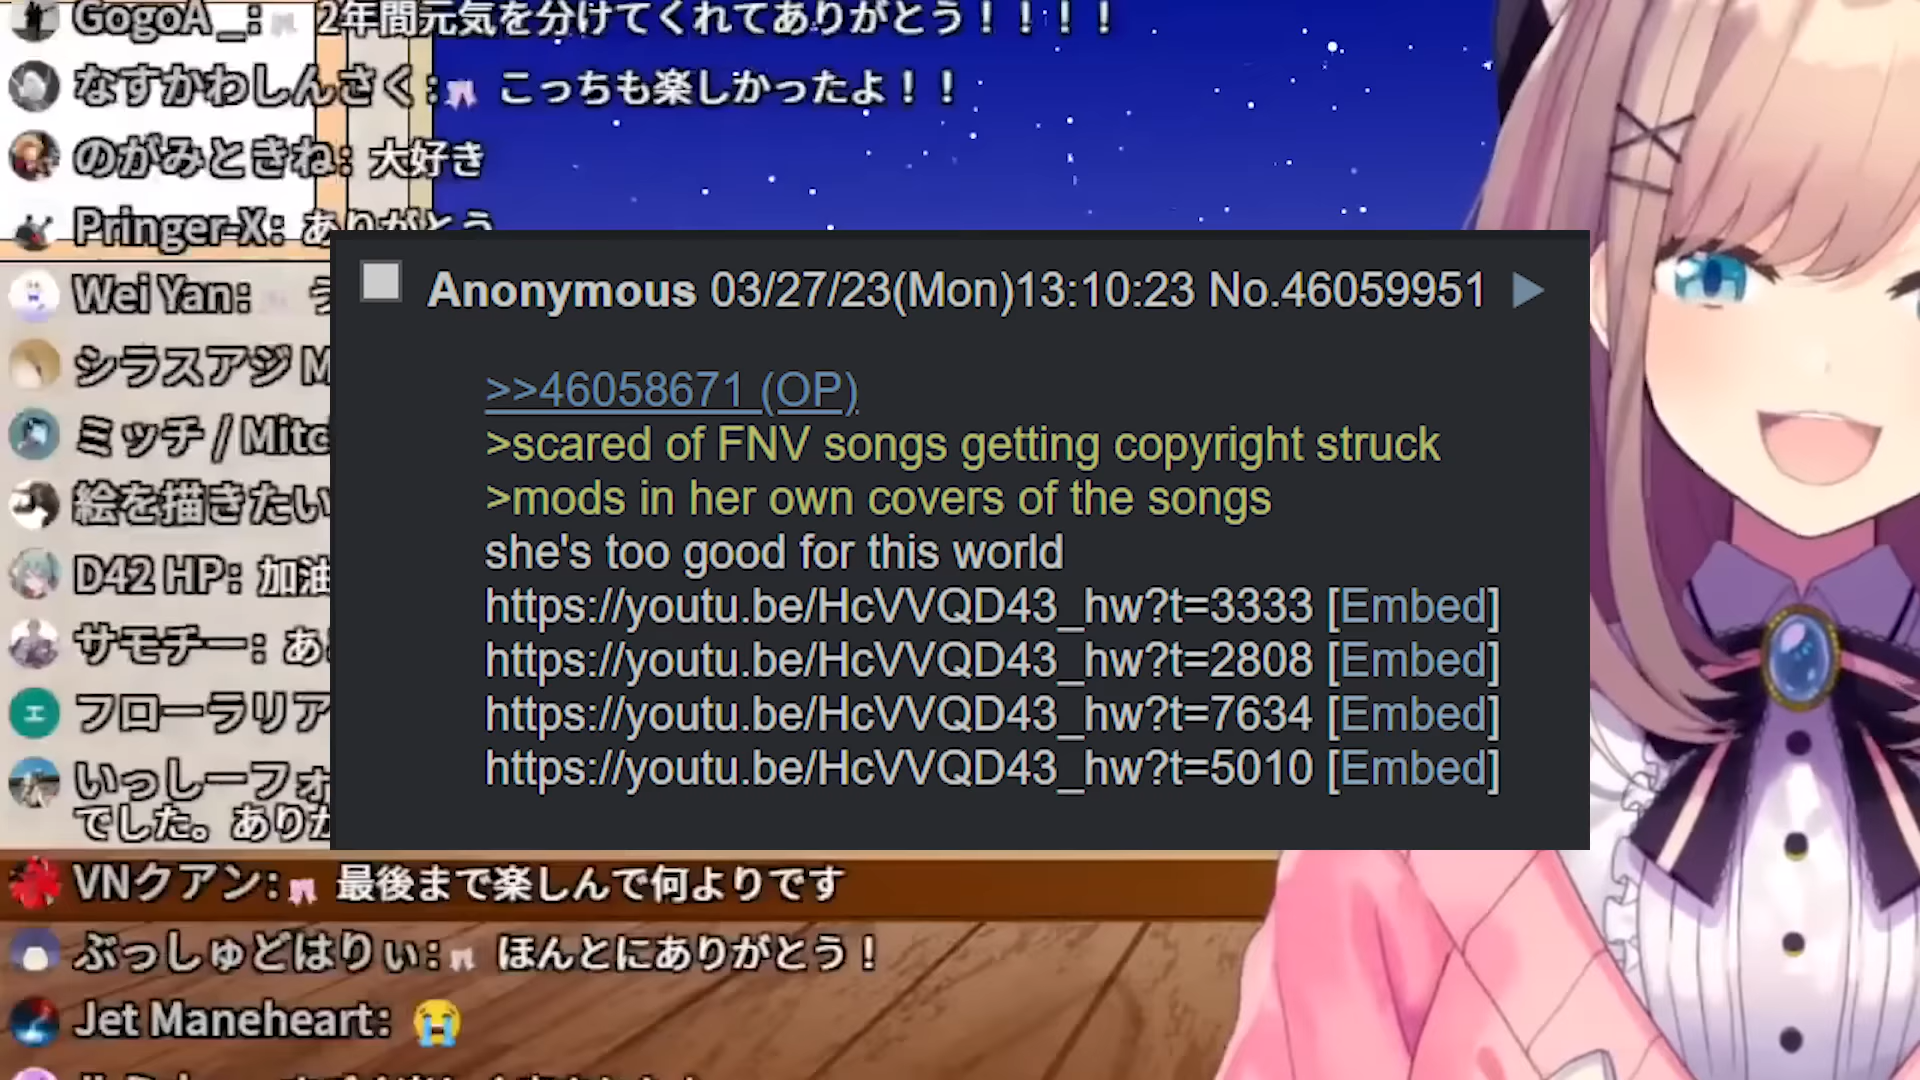 GogoA_: 2年間元気を分けてくれてありがとう！！！！
なすかわしんさく: こっちも楽しかったよ！！
のがみときね: 大好き
Pringer-X: ありがとう
Wei Yan: う
シラスアジ M
ミッチ / Mitc
絵を描きたい
D42 HP: 加油
サモチー: あ
フローラリア
いっしーフォ
でした。ありが
VNクアン: 最後まで楽しんで何よりです
ぶっしゅどはりぃ: ほんとにありがとう！
Jet Maneheart: 😭
Anonymous 03/27/23(Mon)13:10:23 No.46059951 ▶
>>46058671 (OP)
>scared of FNV songs getting copyright struck
>mods in her own covers of the songs
she's too good for this world
https://youtu.be/HcVVQD43_hw?t=3333 [Embed]
https://youtu.be/HcVVQD43_hw?t=2808 [Embed]
https://youtu.be/HcVVQD43_hw?t=7634 [Embed]
https://youtu.be/HcVVQD43_hw?t=5010 [Embed]